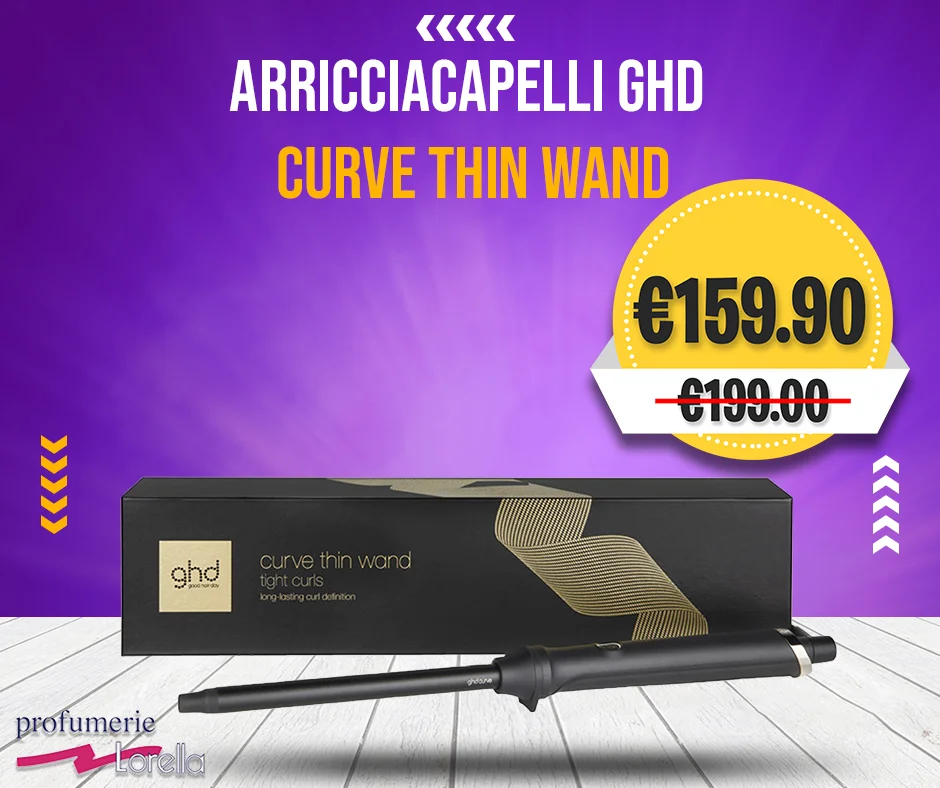 ARRICCIACAPELLI GHD
CURVE THIN WAND
€159.90
€199.00
ghd
good hair day
curve thin wand
tight curls
long-lasting curl definition
ghd curve
profumerie
Lorella